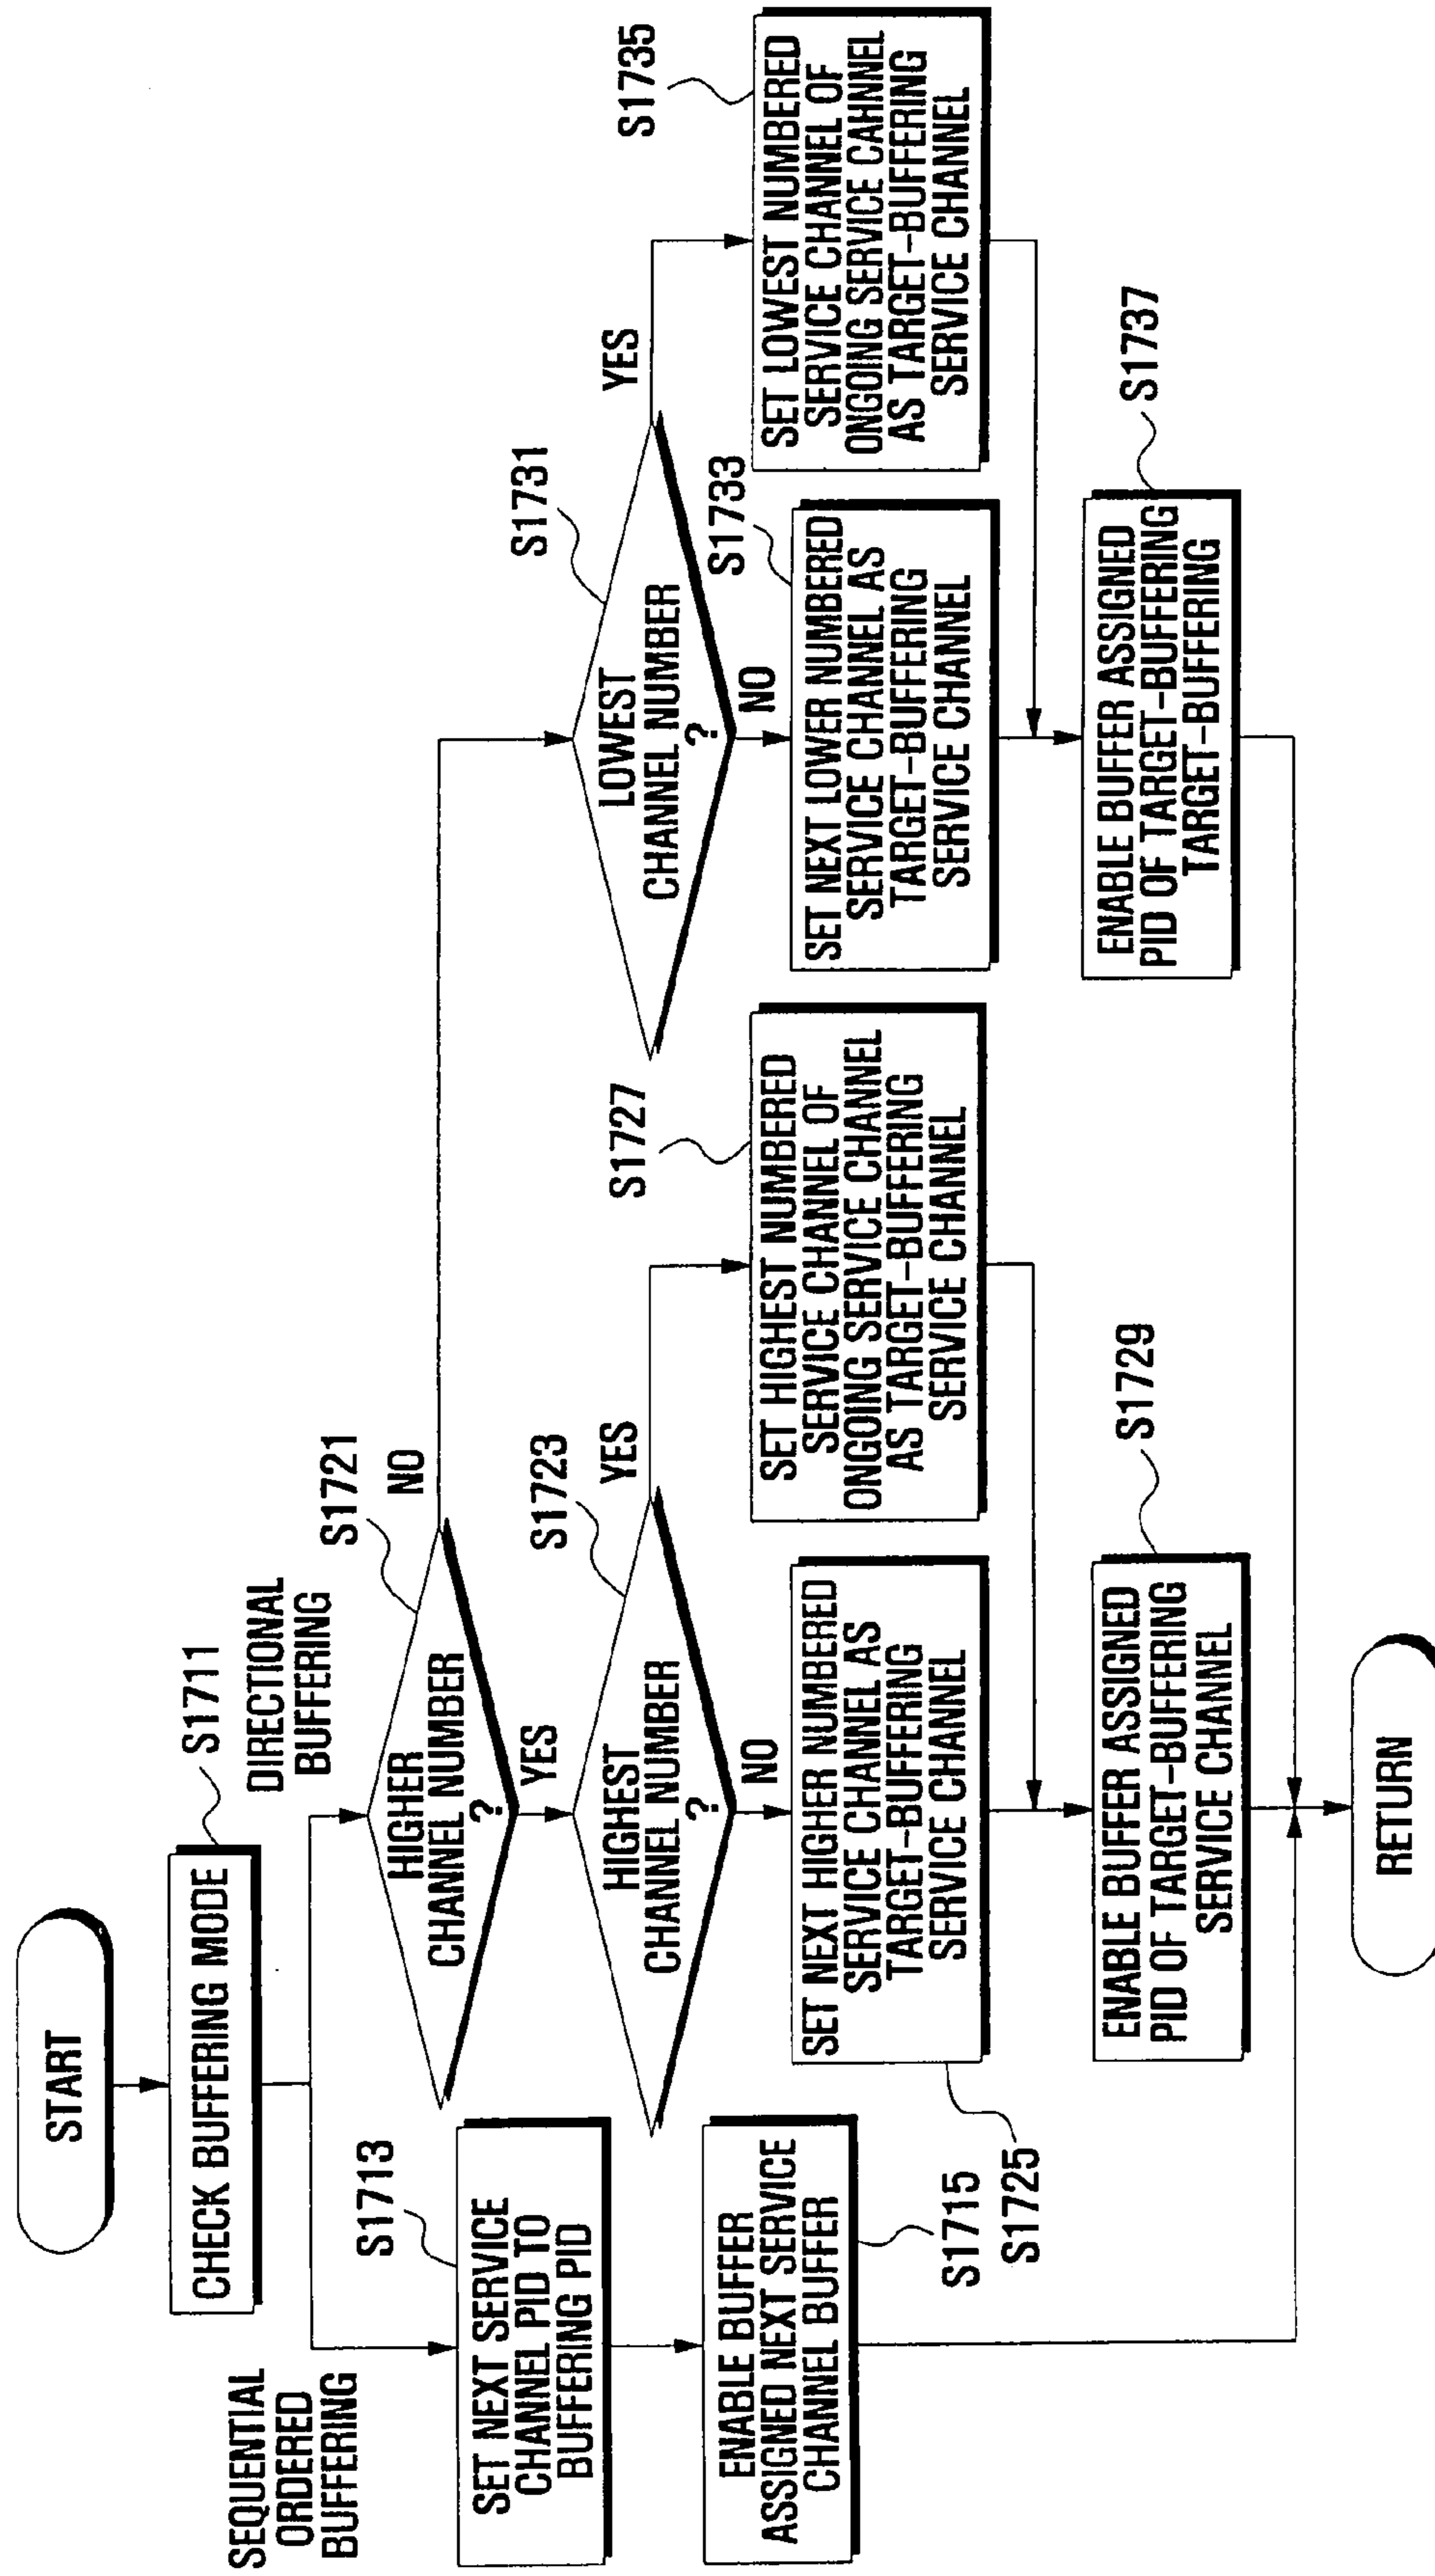 START
CHECK BUFFERING MODE
S1711
SEQUENTIAL
ORDERED
BUFFERING
DIRECTIONAL
BUFFERING
S1713
SET NEXT SERVICE
CHANNEL PID TO
BUFFERING PID
ENABLE BUFFER
ASSIGNED NEXT SERVICE
CHANNEL BUFFER
S1715
S1721
HIGHER
CHANNEL NUMBER
?
NO
YES
S1723
HIGHEST
CHANNEL NUMBER
?
YES
NO
SET NEXT HIGHER NUMBERED
SERVICE CHANNEL AS
TARGET-BUFFERING
SERVICE CHANNEL
S1725
S1727
SET HIGHEST NUMBERED
SERVICE CHANNEL OF
ONGOING SERVICE CHANNEL
AS TARGET-BUFFERING
SERVICE CHANNEL
S1729
ENABLE BUFFER ASSIGNED
PID OF TARGET-BUFFERING
SERVICE CHANNEL
S1731
LOWEST
CHANNEL NUMBER
?
YES
NO
S1733
SET NEXT LOWER NUMBERED
SERVICE CHANNEL AS
TARGET-BUFFERING
SERVICE CHANNEL
S1735
SET LOWEST NUMBERED
SERVICE CHANNEL OF
ONGOING SERVICE CAHNNEL
AS TARGET-BUFFERING
SERVICE CHANNEL
S1737
ENABLE BUFFER ASSIGNED
PID OF TARGET-BUFFERING
TARGET-BUFFERING
RETURN